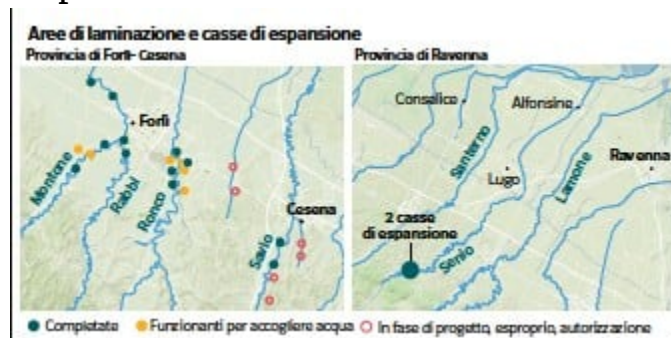 Aree di laminazione e casse di espansione
Provincia di Forlì-Cesena
Provincia di Ravenna
Conselice
Alfonsine
Forlì
Santerno
Lamone
Ravenna
Montone
Rabbi
Ronco
Lugo
Cesena
2 casse
di espansione
Savio
Senio
Completate
Funzionanti per accogliere acqua
In fase di progetto, esproprio, autorizzazione